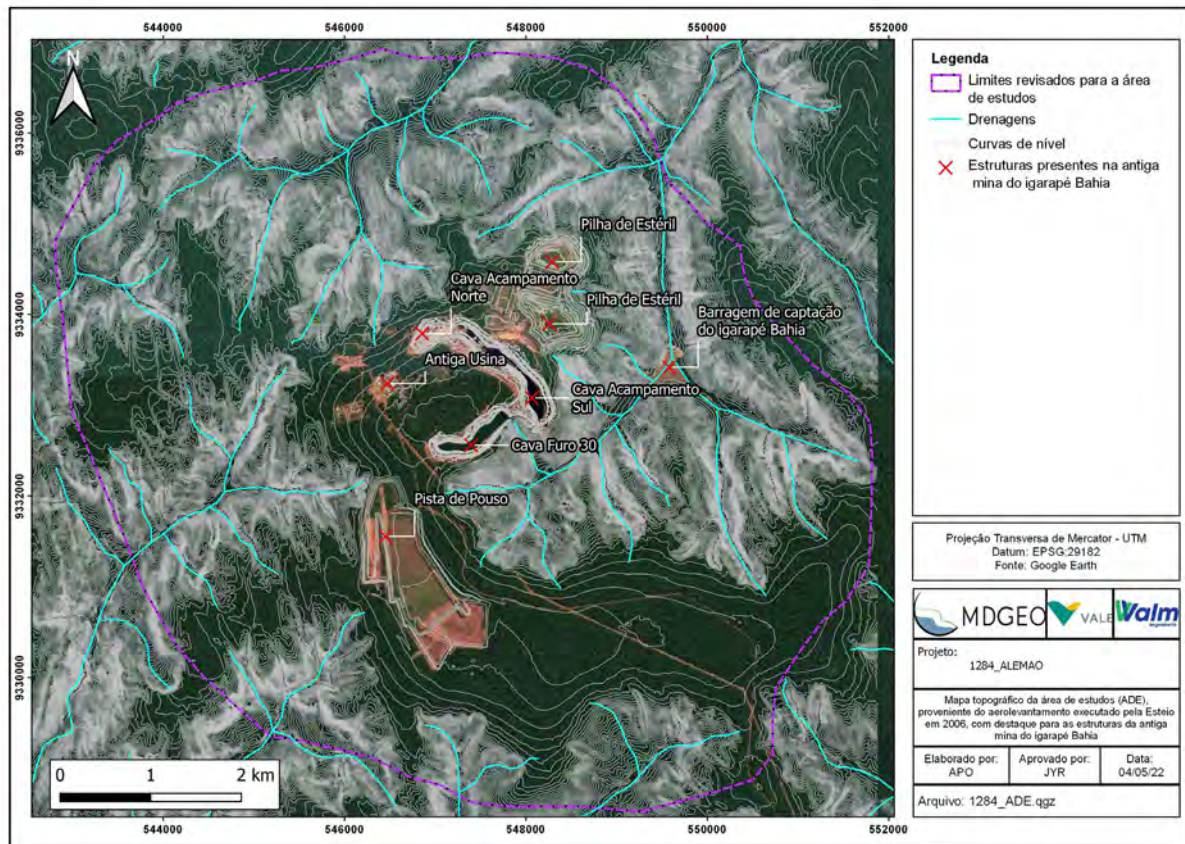 544000
546000
548000
550000
552000
N
9336000
9334000
9332000
9330000
Pilha de Estéril
Cava Acampamento
Norte
Pilha de Estéril
Barragem de captação
do igarapé Bahia
Antiga Usina
Cava Acampamento
Sul
Cava Furo 30
Pista de Pouso
0 1 2 km
544000
546000
548000
550000
552000
Legenda
Limites revisados para a área
de estudos
Drenagens
Curvas de nível
Estruturas presentes na antiga
mina do igarapé Bahia
Projeção Transversa de Mercator - UTM
Datum: EPSG:29182
Fonte: Google Earth
MDGEO
VALE
Walm
Projeto:
1284_ALEMAO
Mapa topográfico da área de estudos (ADE),
proveniente do aerolevantamento executado pela Esteio
em 2006, com destaque para as estruturas da antiga
mina do igarapé Bahia
Elaborado por:
APO
Aprovado por:
JYR
Data:
04/05/22
Arquivo: 1284_ADE.qgz